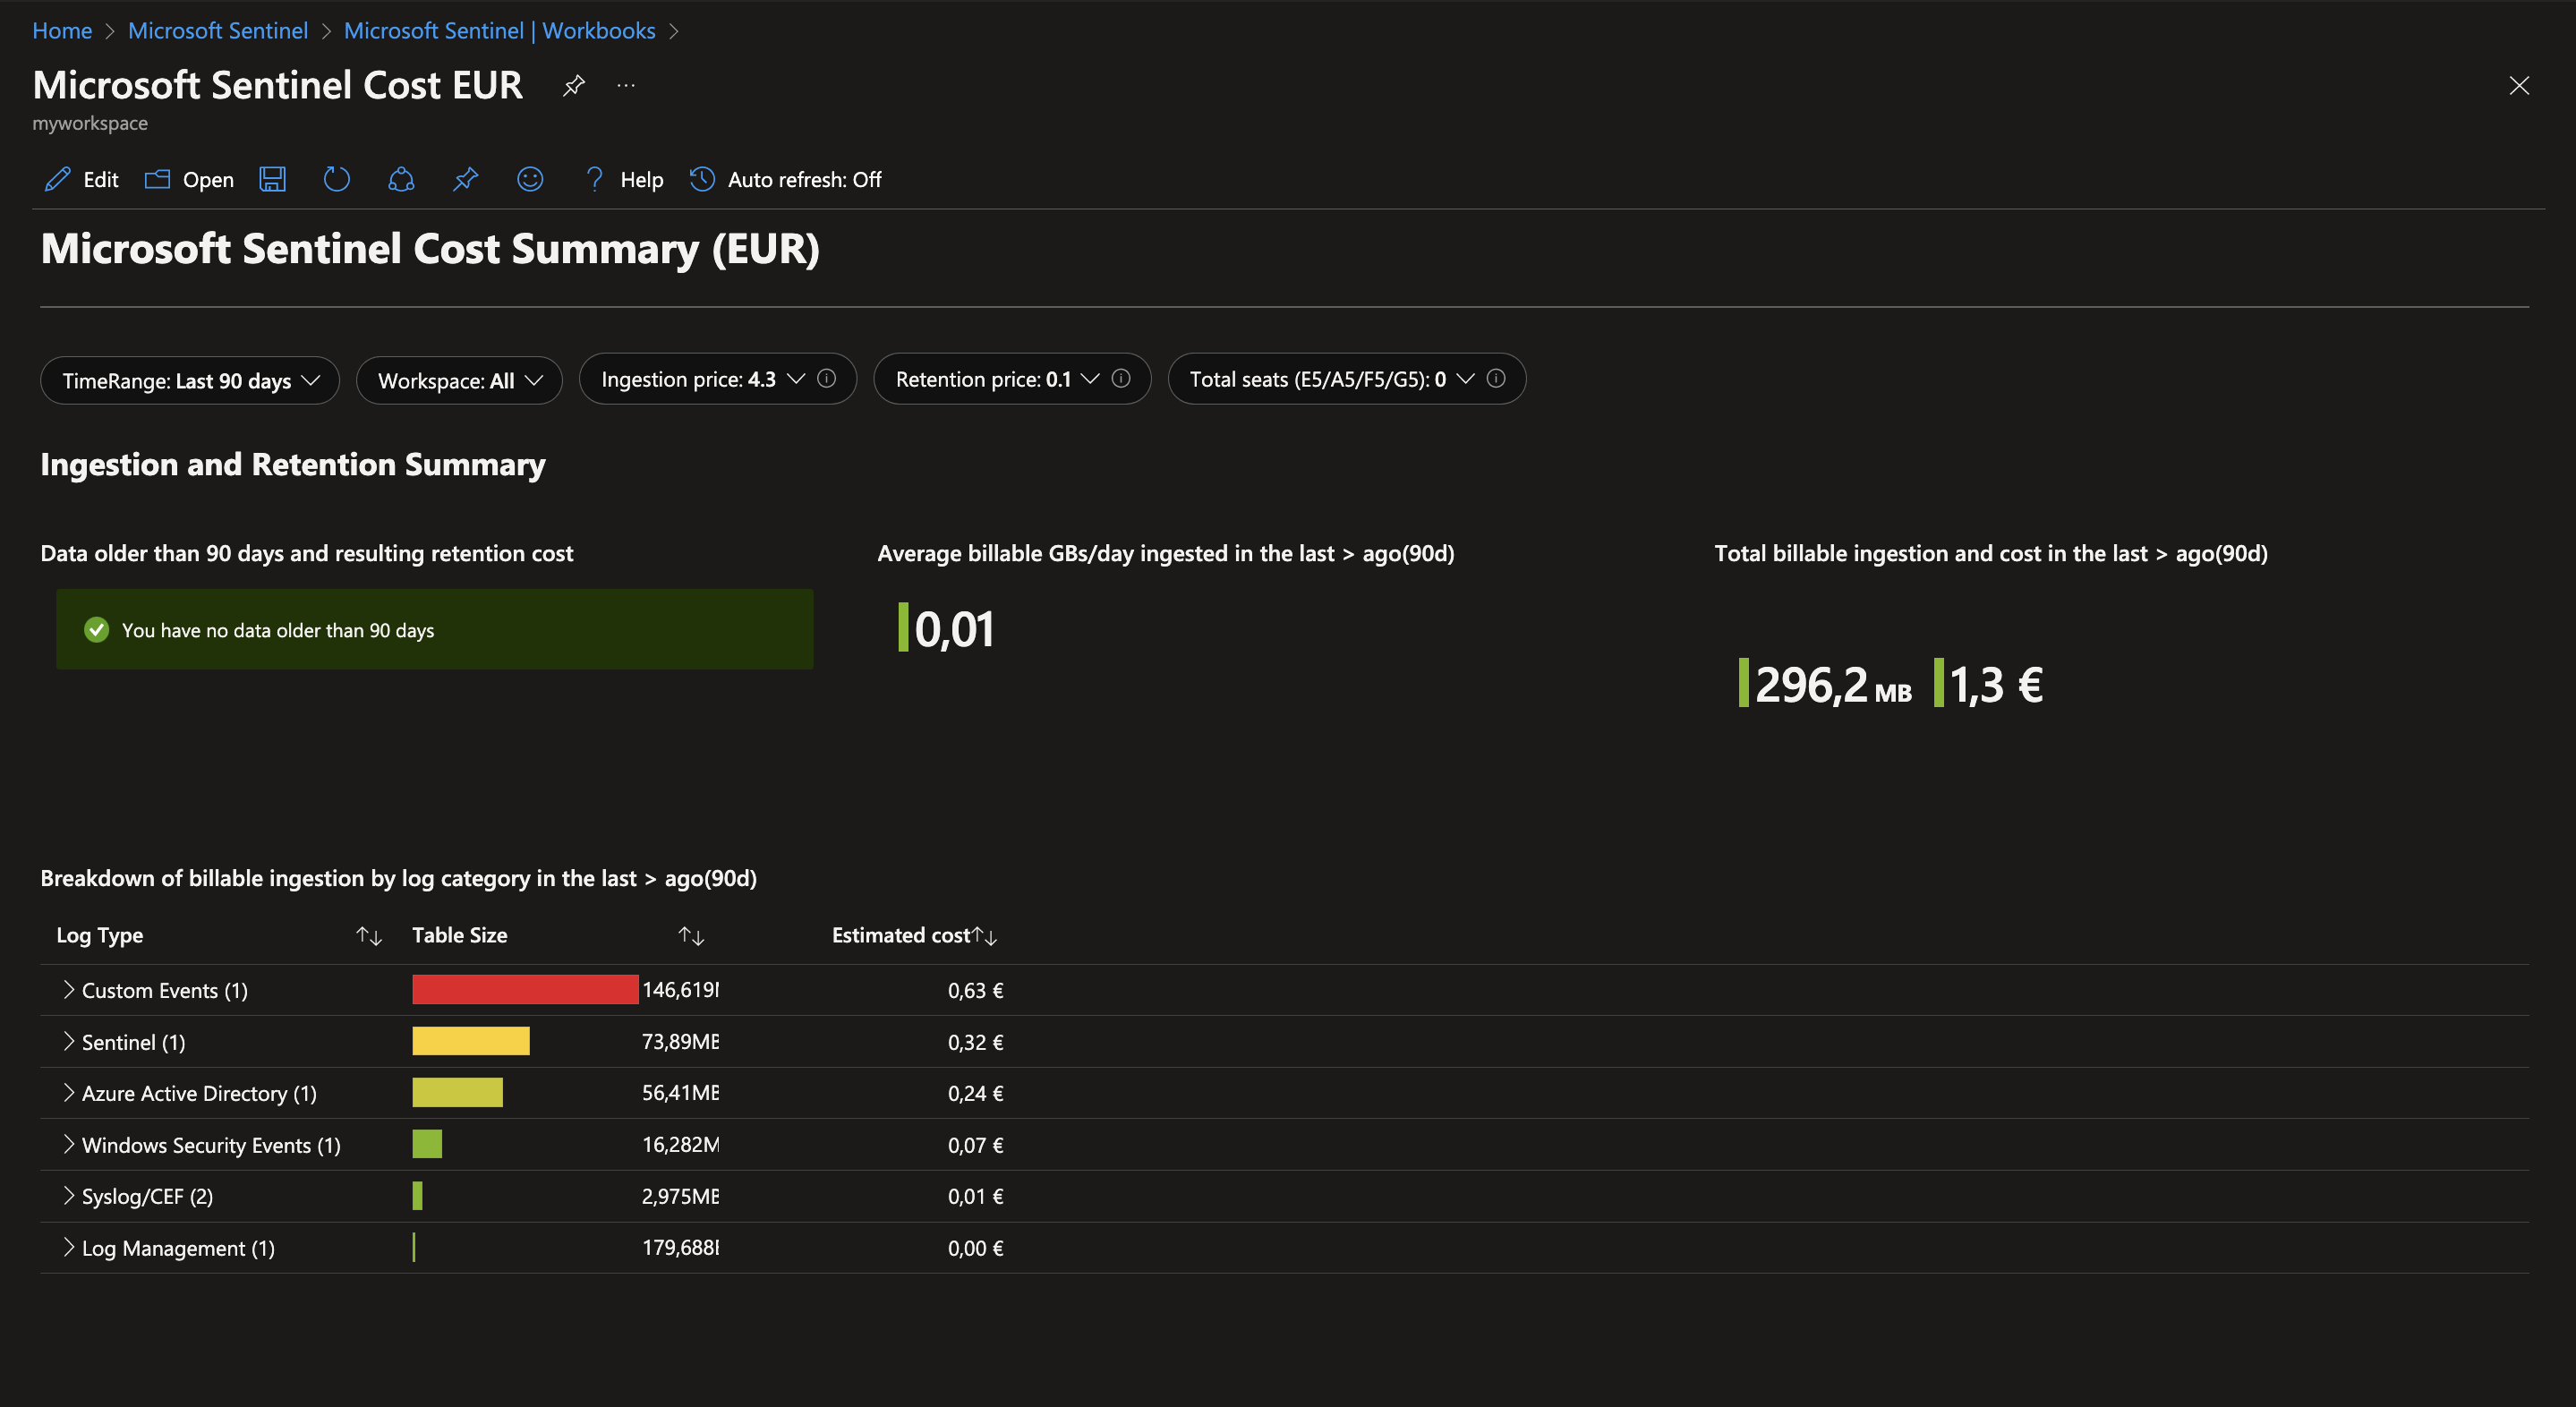 Home > Microsoft Sentinel > Microsoft Sentinel | Workbooks >
Microsoft Sentinel Cost EUR ...
myworkspace
Edit Open Help Auto refresh: Off
Microsoft Sentinel Cost Summary (EUR)
TimeRange: Last 90 days Workspace: All Ingestion price: 4.3 Retention price: 0.1 Total seats (E5/A5/F5/G5): 0
Ingestion and Retention Summary
Data older than 90 days and resulting retention cost Average billable GBs/day ingested in the last > ago(90d) Total billable ingestion and cost in the last > ago(90d)
You have no data older than 90 days 0,01
296,2 MB 1,3 €
Breakdown of billable ingestion by log category in the last > ago(90d)
Log Type Table Size Estimated cost
Custom Events (1) 146,619 0,63 €
Sentinel (1) 73,89MB 0,32 €
Azure Active Directory (1) 56,41MB 0,24 €
Windows Security Events (1) 16,282M 0,07 €
Syslog/CEF (2) 2,975MB 0,01 €
Log Management (1) 179,688 0,00 €